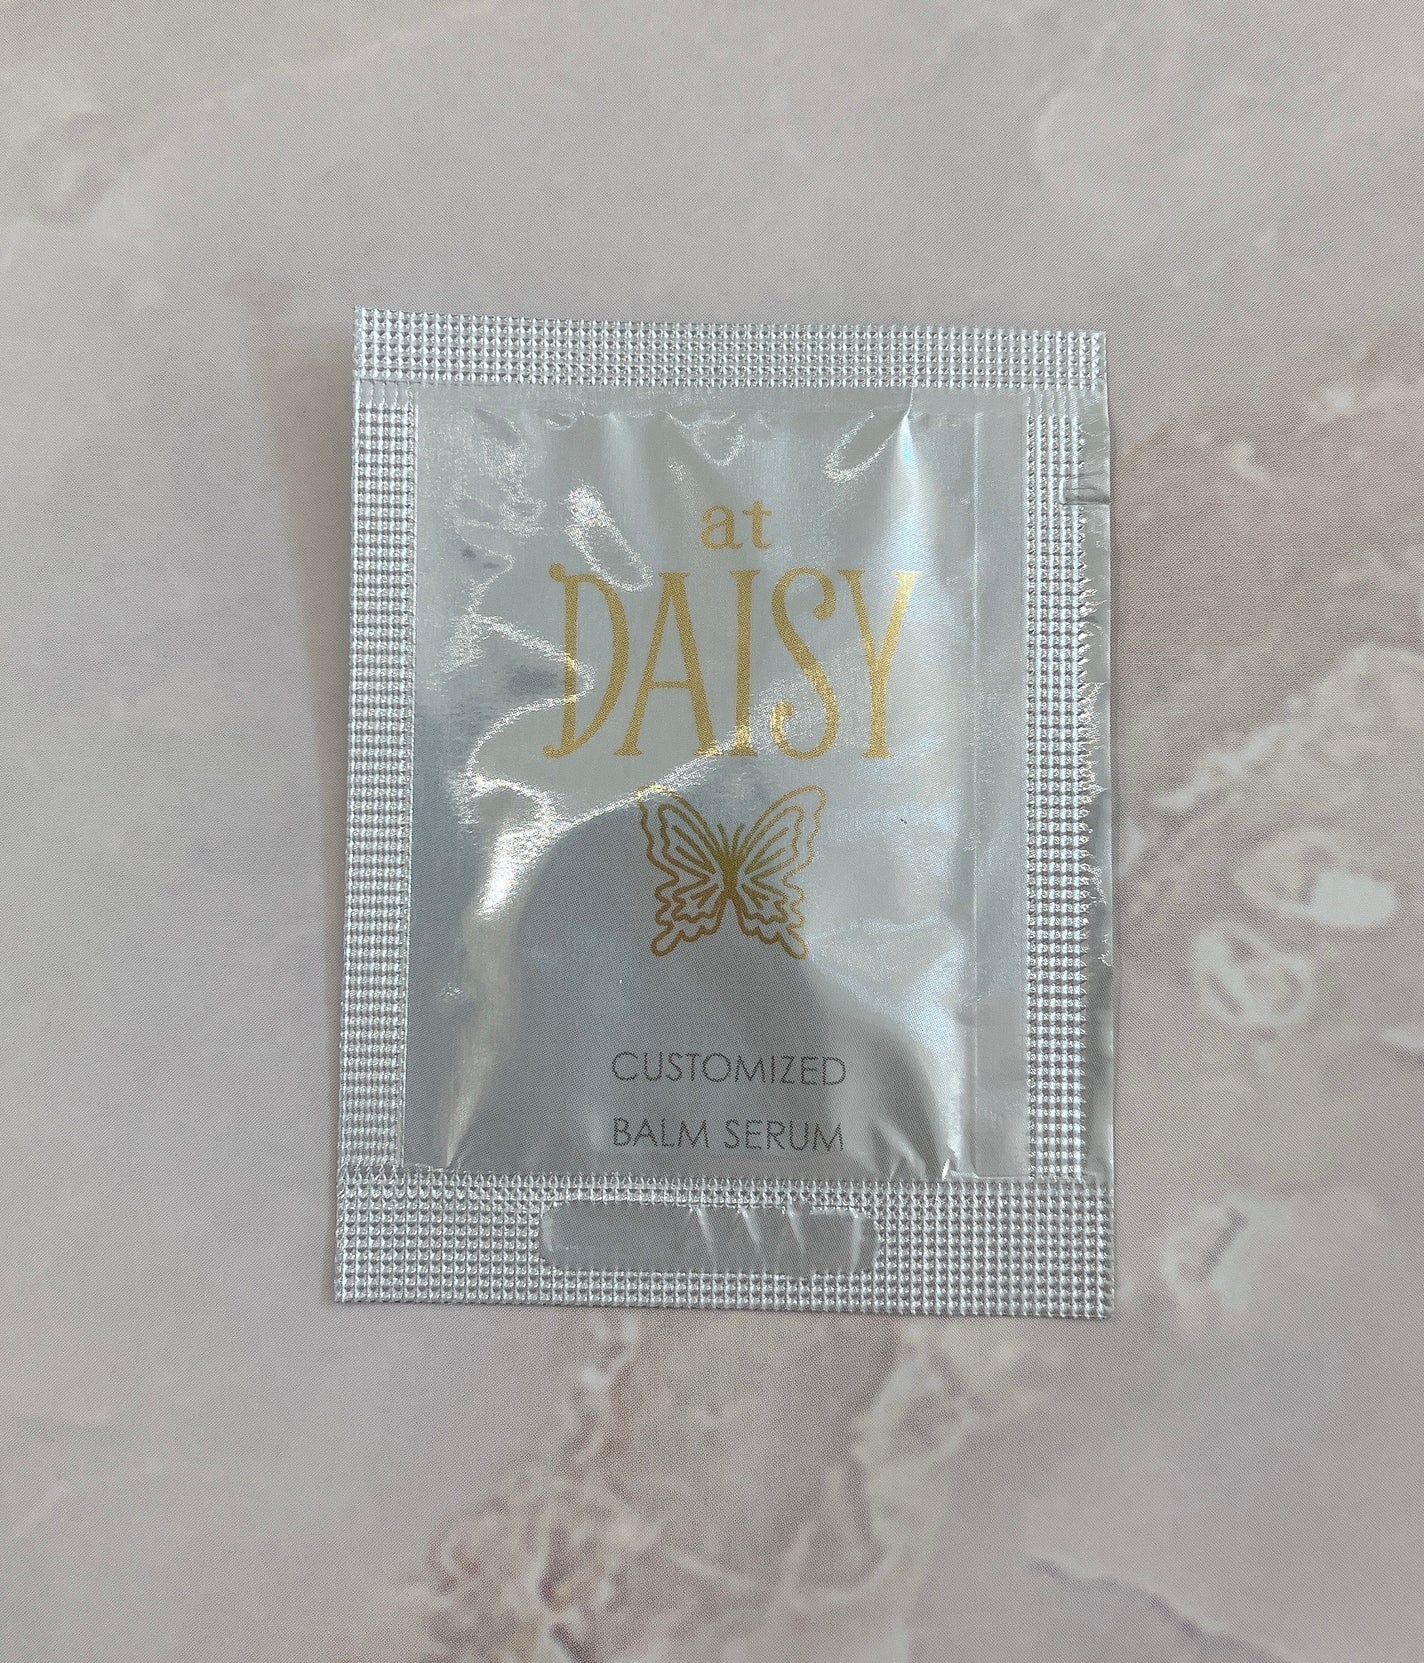 at
DAISY
CUSTOMIZED
BALM SERUM